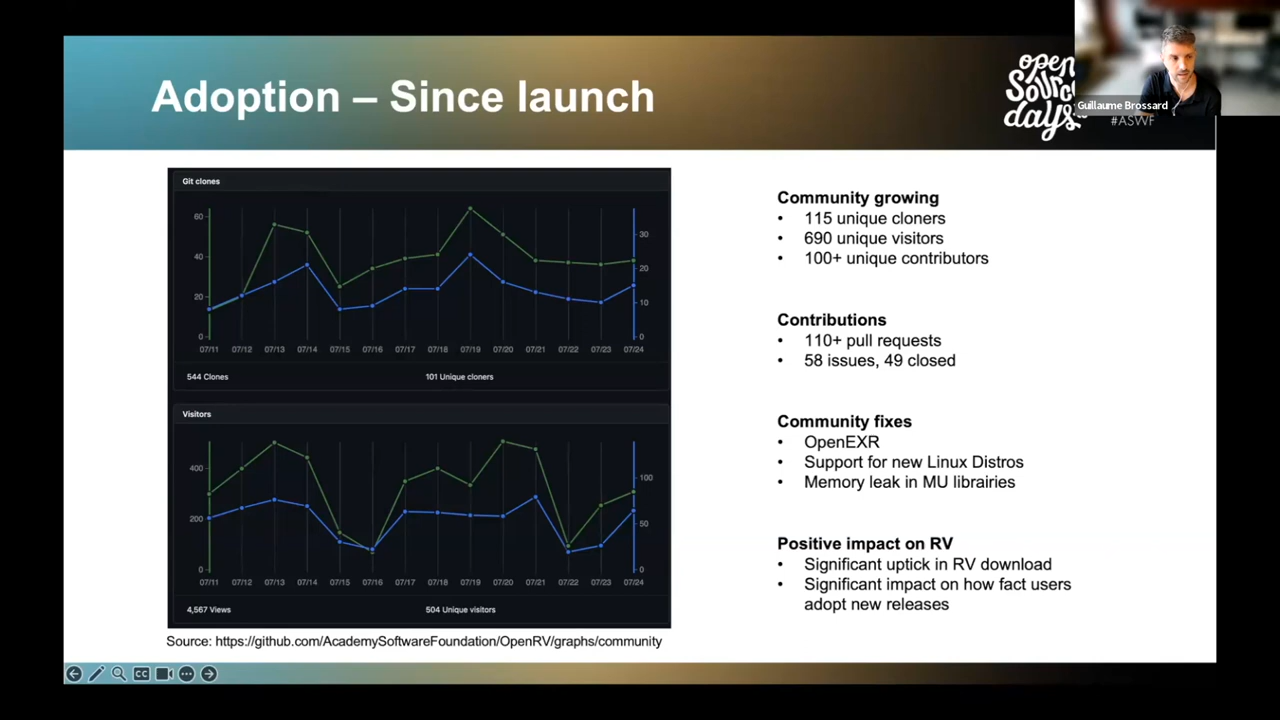 Adoption – Since launch
open
Source
days
#ASWF
Guillaume Brossard
Git clones
60
40
20
0
30
20
10
0
07/11 07/12 07/13 07/14 07/15 07/16 07/17 07/18 07/19 07/20 07/21 07/22 07/23 07/24
544 Clones 101 Unique cloners
Visitors
400
200
0
100
50
0
07/11 07/12 07/13 07/14 07/15 07/16 07/17 07/18 07/19 07/20 07/21 07/22 07/23 07/24
4,567 Views 504 Unique visitors
Source: https://github.com/AcademySoftwareFoundation/OpenRV/graphs/community
Community growing
• 115 unique cloners
• 690 unique visitors
• 100+ unique contributors
Contributions
• 110+ pull requests
• 58 issues, 49 closed
Community fixes
• OpenEXR
• Support for new Linux Distros
• Memory leak in MU librairies
Positive impact on RV
• Significant uptick in RV download
• Significant impact on how fact users
adopt new releases
CC